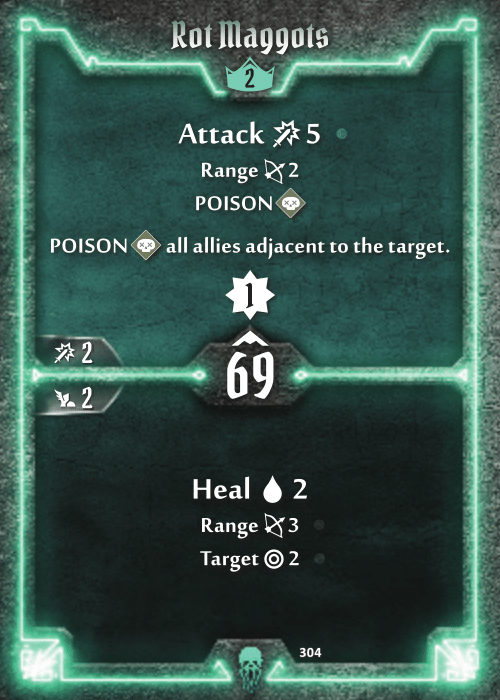 Rot Maggots
2
Attack 5
Range 2
POISON
POISON all allies adjacent to the target.
1
2
69
2
Heal 2
Range 3
Target 2
304